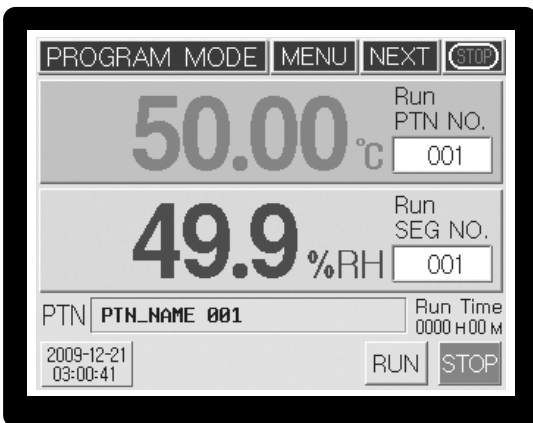 PROGRAM MODE MENU NEXT STOP
50.00 °C
Run
PTN NO.
001
49.9 %RH
Run
SEG NO.
001
PTN PTN_NAME 001
Run Time
0000 H 00 M
2009-12-21
03:00:41
RUN STOP